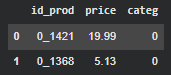 id_prod price categ
0 0_1421 19.99 0
1 0_1368 5.13 0